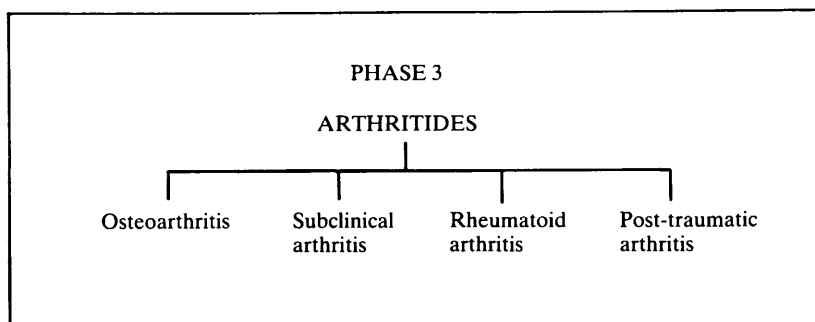 PHASE 3
ARTHRITIDES
Osteoarthritis
Subclinical
arthritis
Rheumatoid
arthritis
Post-traumatic
arthritis